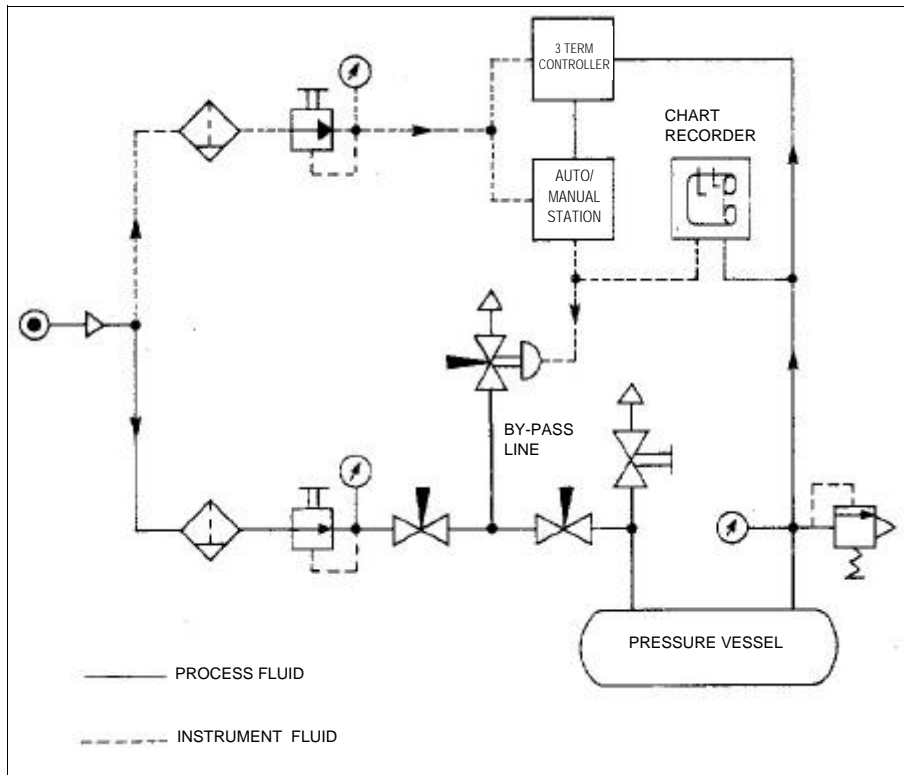 3 TERM
CONTROLLER
CHART
RECORDER
AUTO/
MANUAL
STATION
BY-PASS
LINE
PRESSURE VESSEL
PROCESS FLUID
INSTRUMENT FLUID